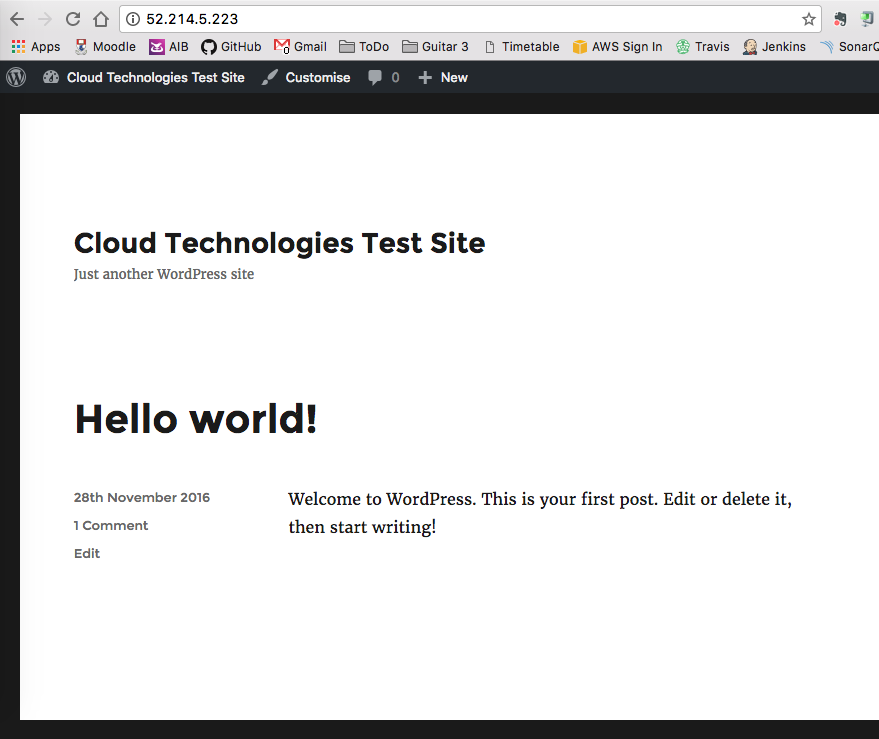 52.214.5.223
Apps Moodle AIB GitHub Gmail ToDo Guitar 3 Timetable AWS Sign In Travis Jenkins SonarQ
Cloud Technologies Test Site Customise 0 New
Cloud Technologies Test Site
Just another WordPress site
Hello world!
28th November 2016
1 Comment
Edit
Welcome to WordPress. This is your first post. Edit or delete it,
then start writing!